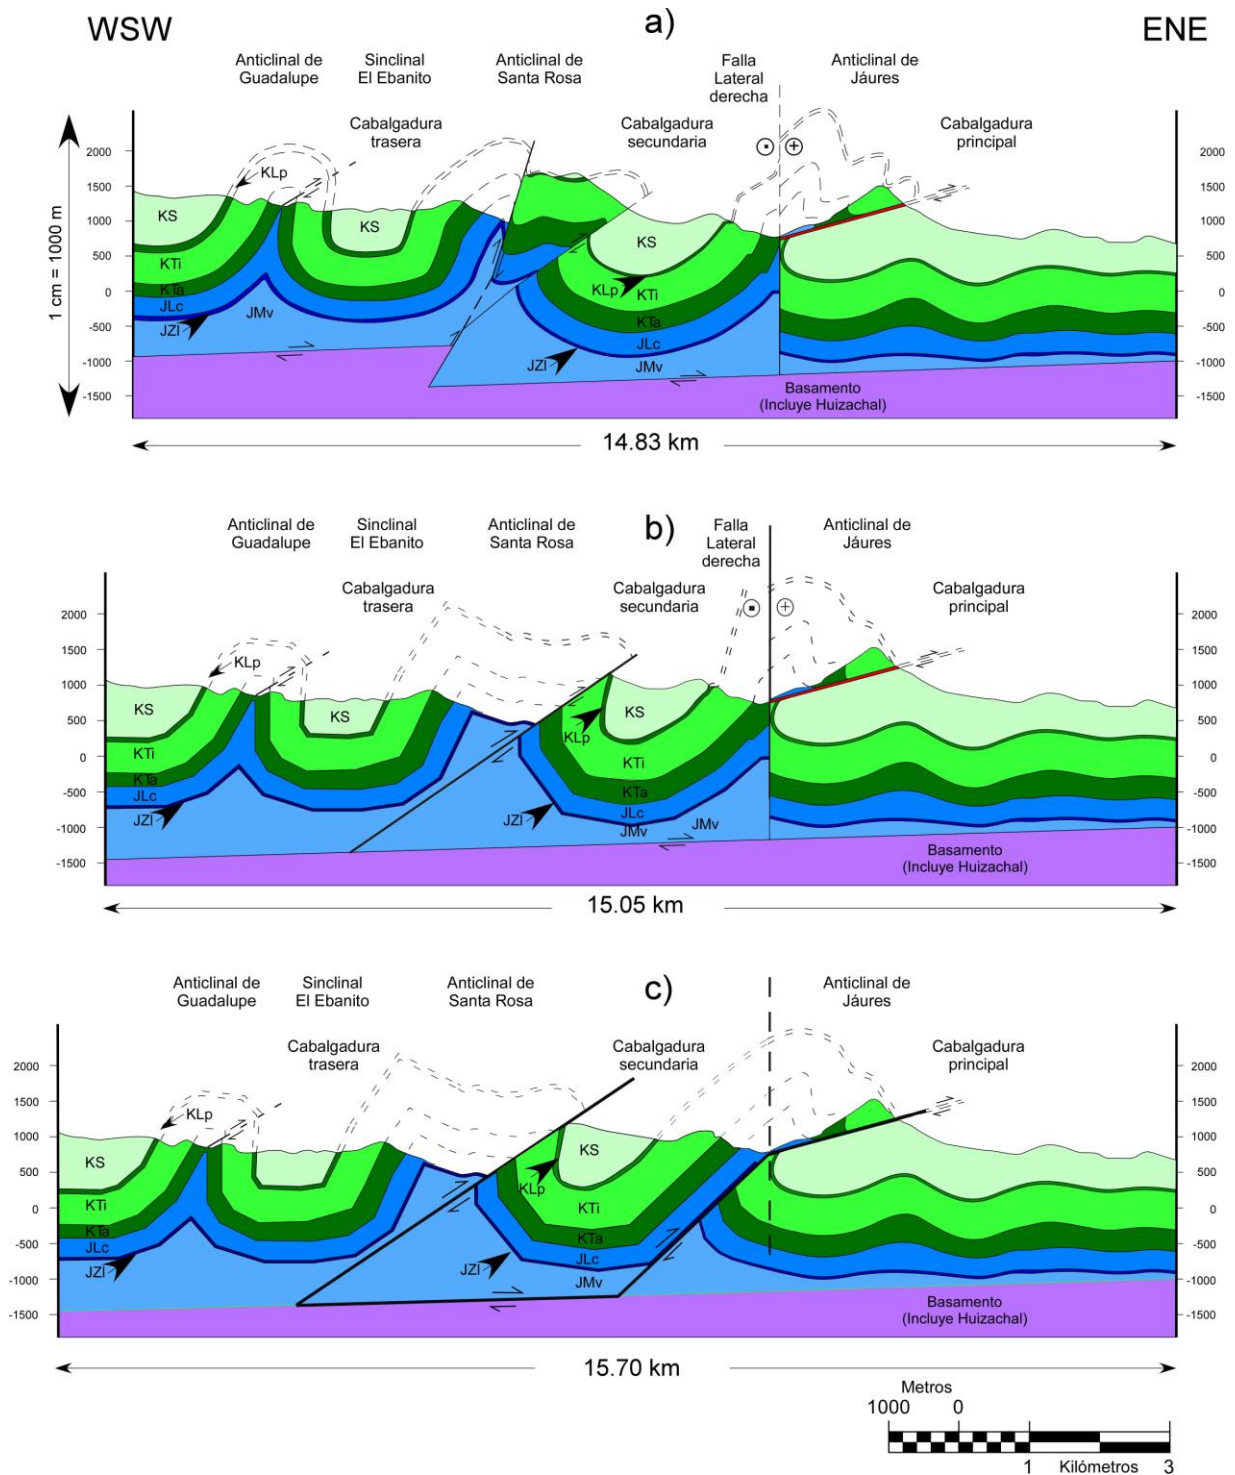 WSW
a)
ENE
Anticlinal de
Guadalupe
Sinclinal
El Ebanito
Anticlinal de
Santa Rosa
Falla
Lateral
derecha
Anticlinal de
Jáures
Cabalgadura
trasera
Cabalgadura
secundaria
Cabalgadura
principal
1 cm = 1000 m
2000
1500
1000
500
0
-500
-1000
-1500
KLp
KS
KTi
KTa
JLc
JZl
JMv
KS
KS
KLp
KTi
KTa
JLc
JZl
JMv
Basamento
(Incluye Huizachal)
2000
1500
1000
500
0
-500
-1000
-1500
14.83 km
b)
Anticlinal de
Guadalupe
Sinclinal
El Ebanito
Anticlinal de
Santa Rosa
Falla
Lateral
derecha
Anticlinal de
Jáures
Cabalgadura
trasera
Cabalgadura
secundaria
Cabalgadura
principal
2000
1500
1000
500
0
-500
-1000
-1500
KLp
KS
KTi
KTa
JLc
JZl
KS
KS
KLp
KTi
KTa
JLc
JZl
JMv
JMv
Basamento
(Incluye Huizachal)
2000
1500
1000
500
0
-500
-1000
-1500
15.05 km
c)
Anticlinal de
Guadalupe
Sinclinal
El Ebanito
Anticlinal de
Santa Rosa
Anticlinal de
Jáures
Cabalgadura
trasera
Cabalgadura
secundaria
Cabalgadura
principal
2000
1500
1000
500
0
-500
-1000
-1500
KLp
KS
KTi
KTa
JLc
JZl
KS
KLp
KTi
KTa
JLc
JZl
JMv
Basamento
(Incluye Huizachal)
2000
1500
1000
500
0
-500
-1000
-1500
15.70 km
Metros
1000 0
1 Kilómetros 3